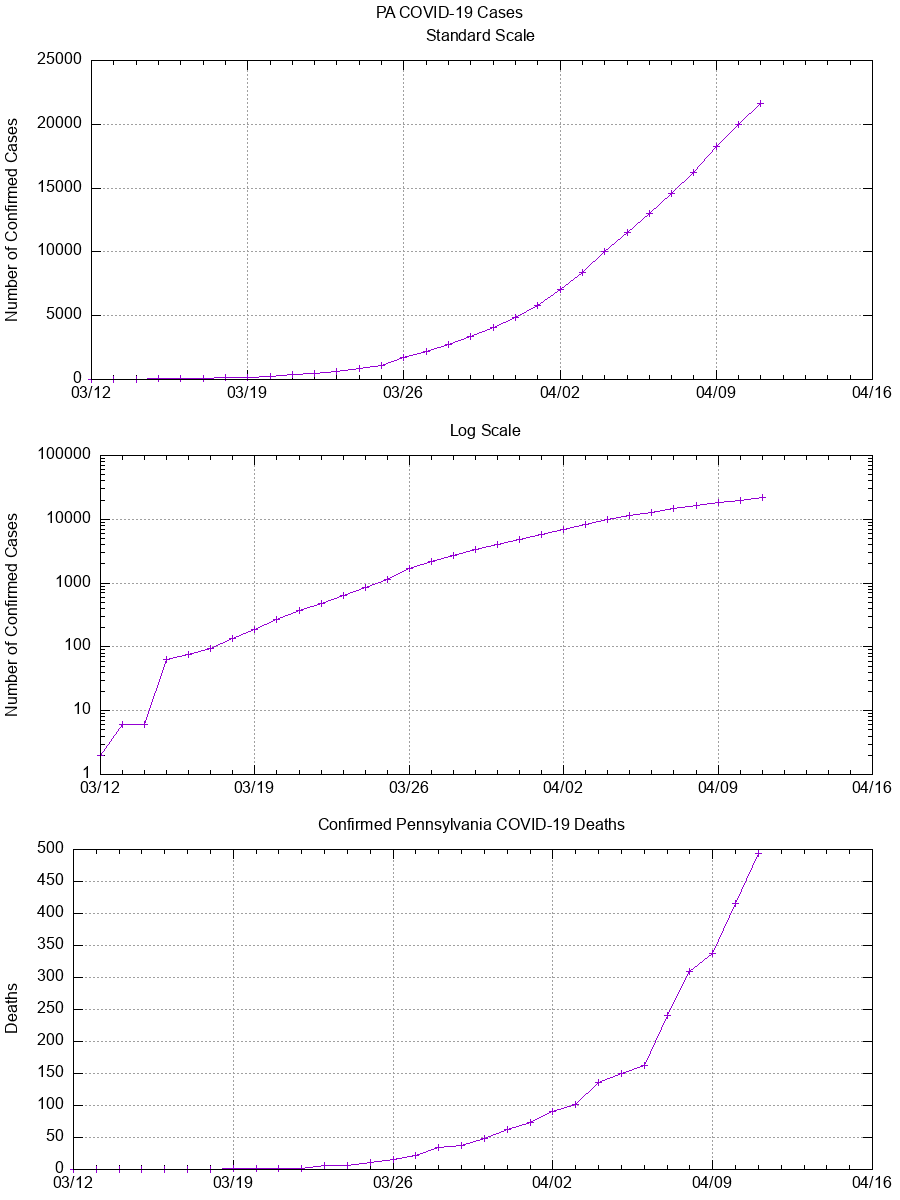 PA COVID-19 Cases
Standard Scale
25000
20000
15000
10000
5000
0
Number of Confirmed Cases
03/12 03/19 03/26 04/02 04/09 04/16
Log Scale
100000
10000
1000
100
10
1
Number of Confirmed Cases
03/12 03/19 03/26 04/02 04/09 04/16
Confirmed Pennsylvania COVID-19 Deaths
500
450
400
350
300
250
200
150
100
50
0
Deaths
03/12 03/19 03/26 04/02 04/09 04/16